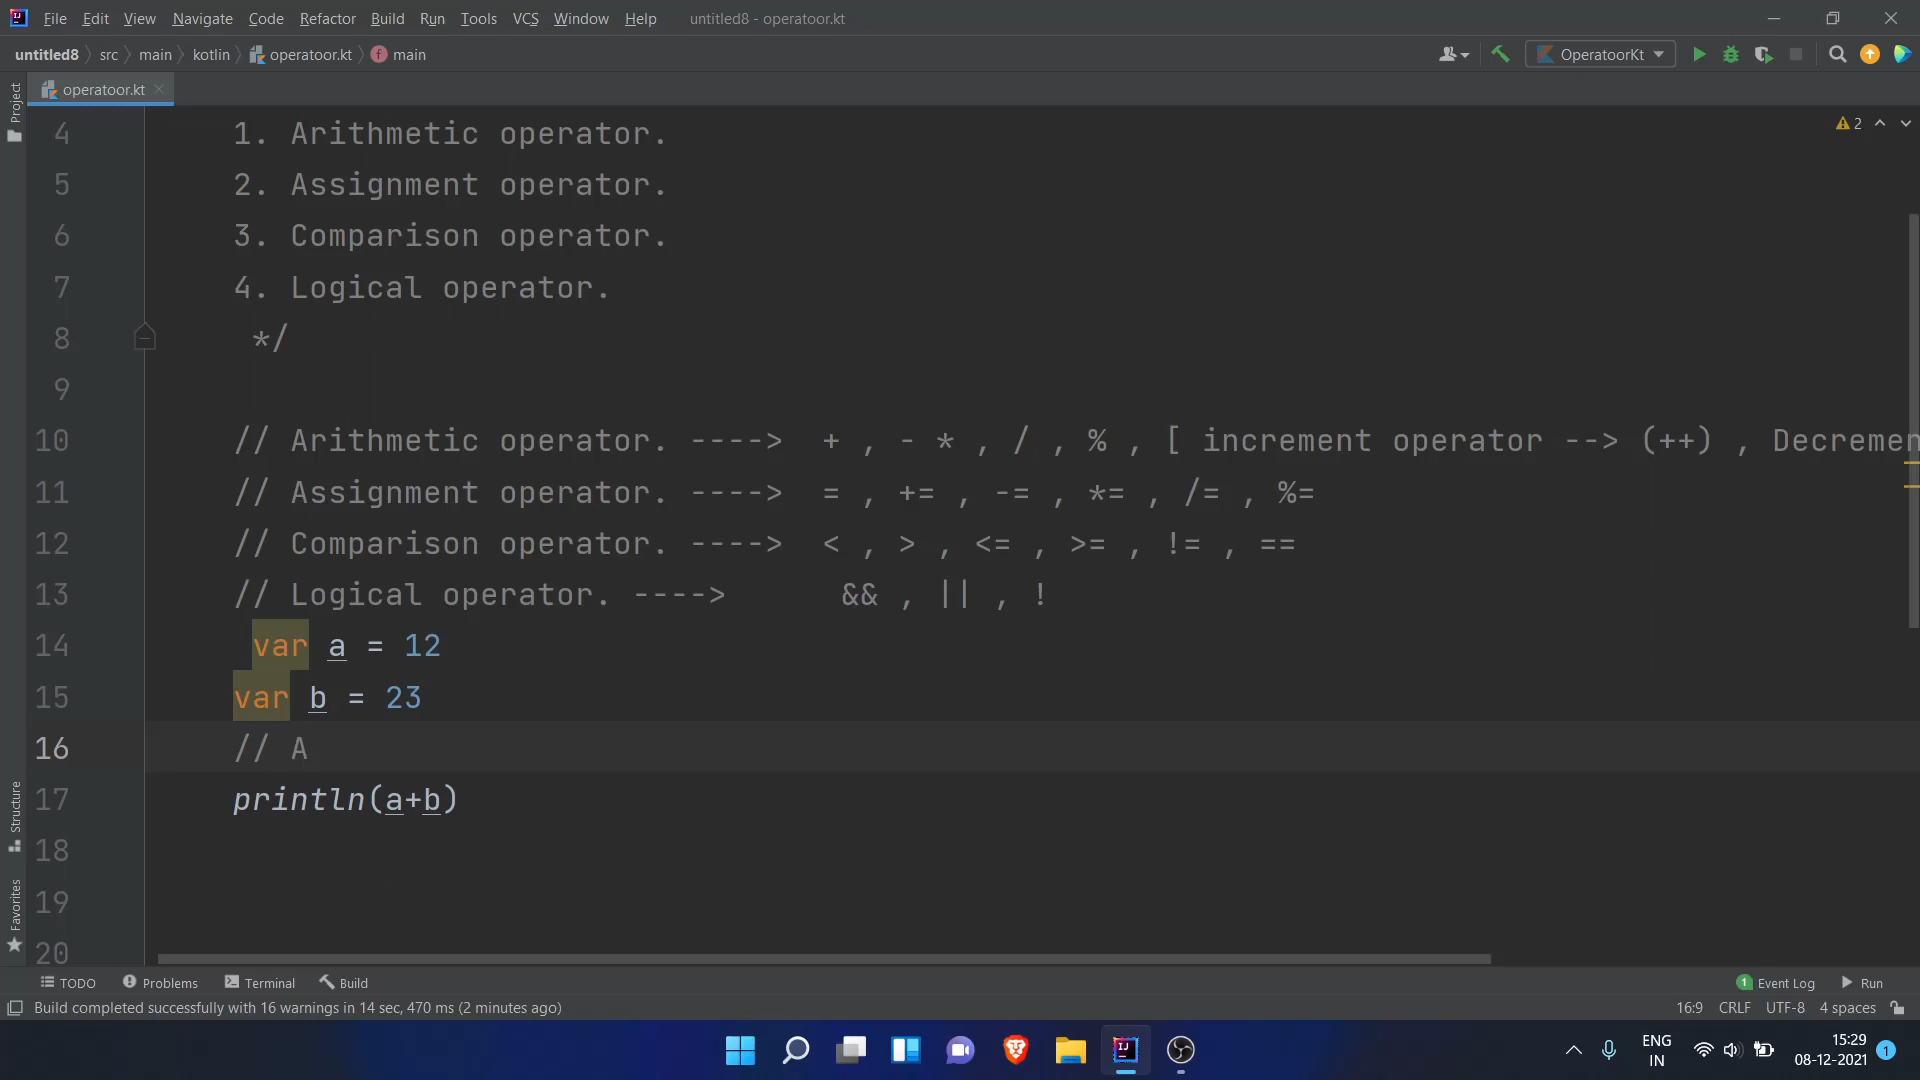 File Edit View Navigate Code Refactor Build Run Tools VCS Window Help untitled8 - operatoor.kt
untitled8 src main kotlin operatoor.kt main OperatoorKt
operatoor.kt
Project
2
4 1. Arithmetic operator.
5 2. Assignment operator.
6 3. Comparison operator.
7 4. Logical operator.
8 */
9
10 // Arithmetic operator. ----> + , - * , / , % , [ increment operator --> (++) , Decremen
11 // Assignment operator. ----> = , += , -= , *= , /= , %=
12 // Comparison operator. ----> < , > , <= , >= , != , ==
13 // Logical operator. ----> && , || , !
14 var a = 12
15 var b = 23
16 // A
17 println(a+b)
18
19
20
Structure
Favorites
TODO Problems Terminal Build 1 Event Log Run
Build completed successfully with 16 warnings in 14 sec, 470 ms (2 minutes ago) 16:9 CRLF UTF-8 4 spaces
ENG
IN
15:29
08-12-2021
1